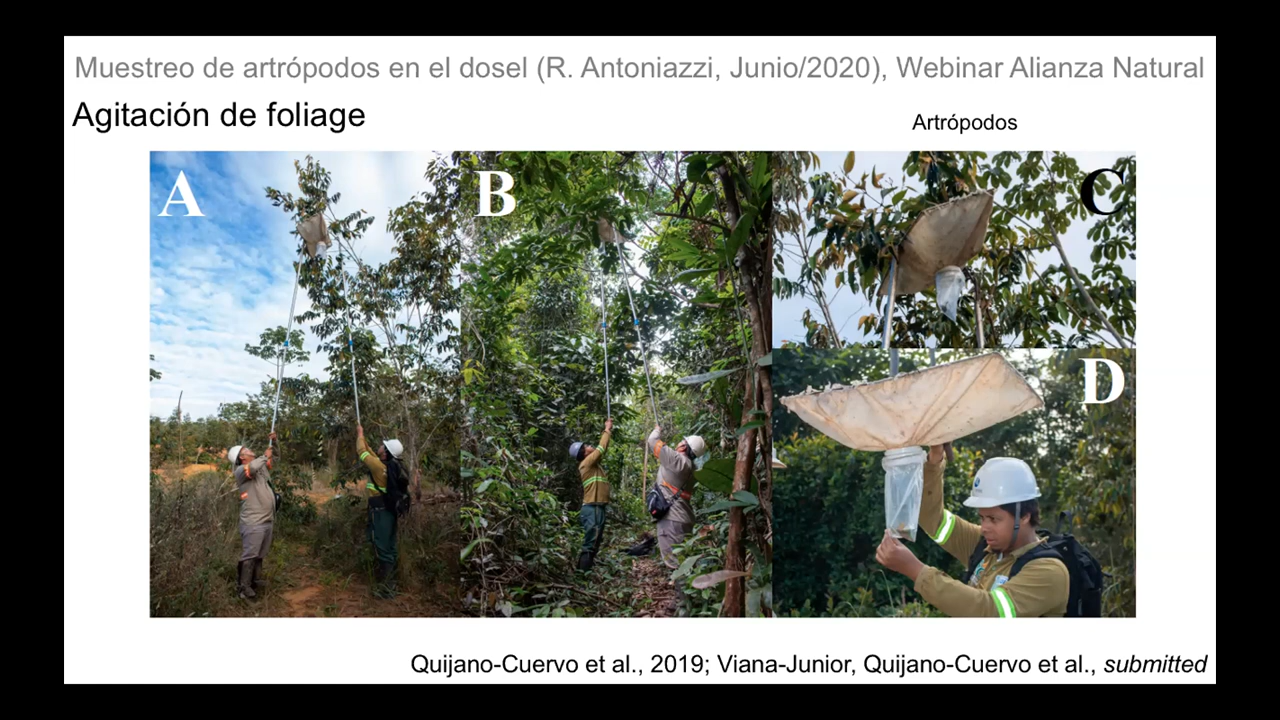 Muestreo de artrópodos en el dosel (R. Antoniazzi, Junio/2020), Webinar Alianza Natural
Agitación de foliage
Artrópodos
A
B
C
D
Quijano-Cuervo et al., 2019; Viana-Junior, Quijano-Cuervo et al., submitted